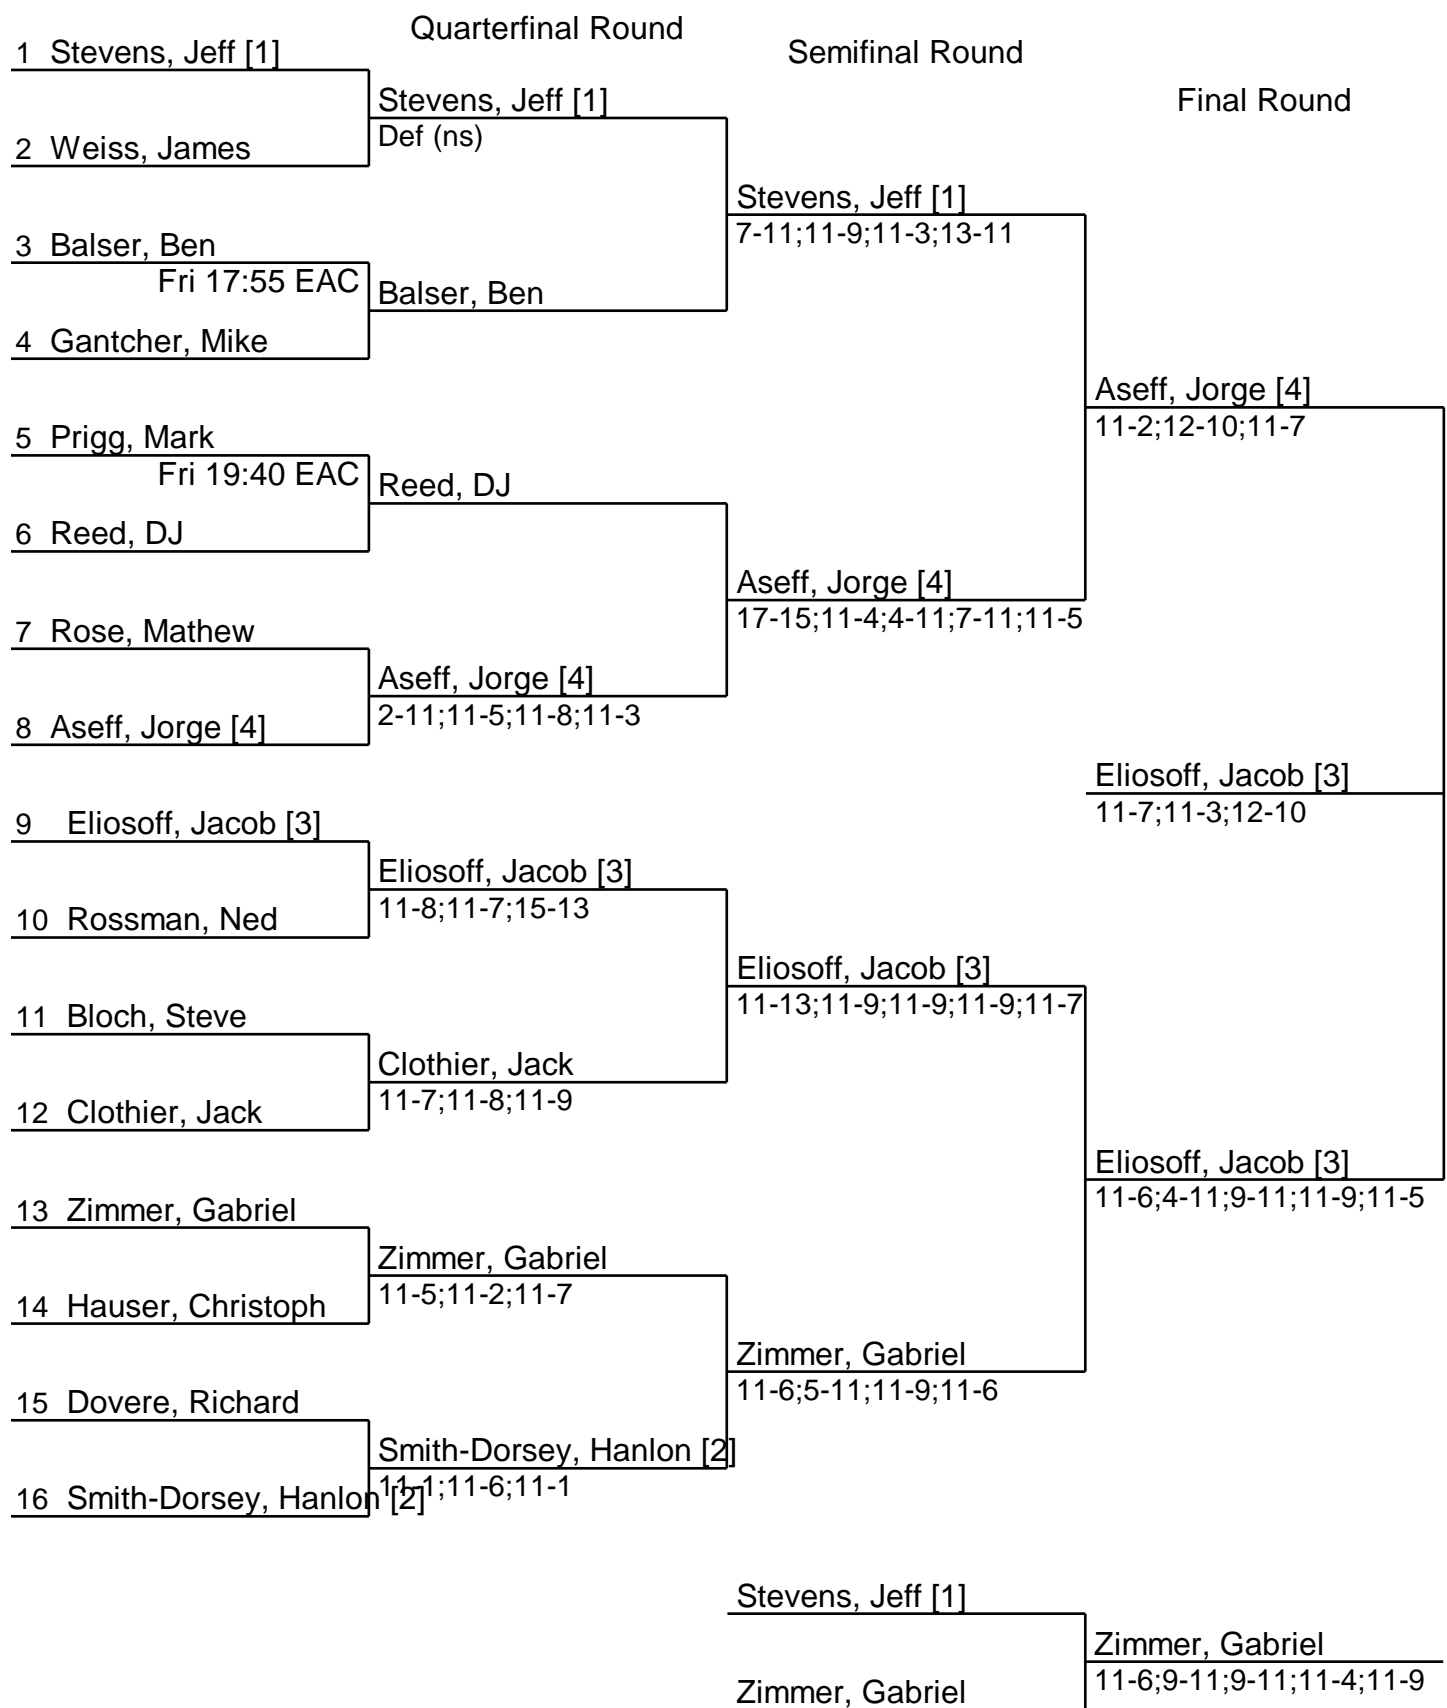 Quarterfinal Round
Semifinal Round
Final Round
1 Stevens, Jeff [1]
Stevens, Jeff [1]
Def (ns)
2 Weiss, James
Stevens, Jeff [1]
7-11;11-9;11-3;13-11
3 Balser, Ben
Fri 17:55 EAC
Balser, Ben
4 Gantcher, Mike
Aseff, Jorge [4]
11-2;12-10;11-7
5 Prigg, Mark
Fri 19:40 EAC
Reed, DJ
6 Reed, DJ
Aseff, Jorge [4]
17-15;11-4;4-11;7-11;11-5
7 Rose, Mathew
Aseff, Jorge [4]
2-11;11-5;11-8;11-3
8 Aseff, Jorge [4]
Eliosoff, Jacob [3]
11-7;11-3;12-10
9 Eliosoff, Jacob [3]
Eliosoff, Jacob [3]
11-8;11-7;15-13
10 Rossman, Ned
Eliosoff, Jacob [3]
11-13;11-9;11-9;11-9;11-7
11 Bloch, Steve
Clothier, Jack
11-7;11-8;11-9
12 Clothier, Jack
Eliosoff, Jacob [3]
11-6;4-11;9-11;11-9;11-5
13 Zimmer, Gabriel
Zimmer, Gabriel
11-5;11-2;11-7
14 Hauser, Christoph
Zimmer, Gabriel
11-6;5-11;11-9;11-6
15 Dovere, Richard
Smith-Dorsey, Hanlon [2]
11-1;11-6;11-1
16 Smith-Dorsey, Hanlon [2]
Stevens, Jeff [1]
Zimmer, Gabriel
11-6;9-11;9-11;11-4;11-9
Zimmer, Gabriel